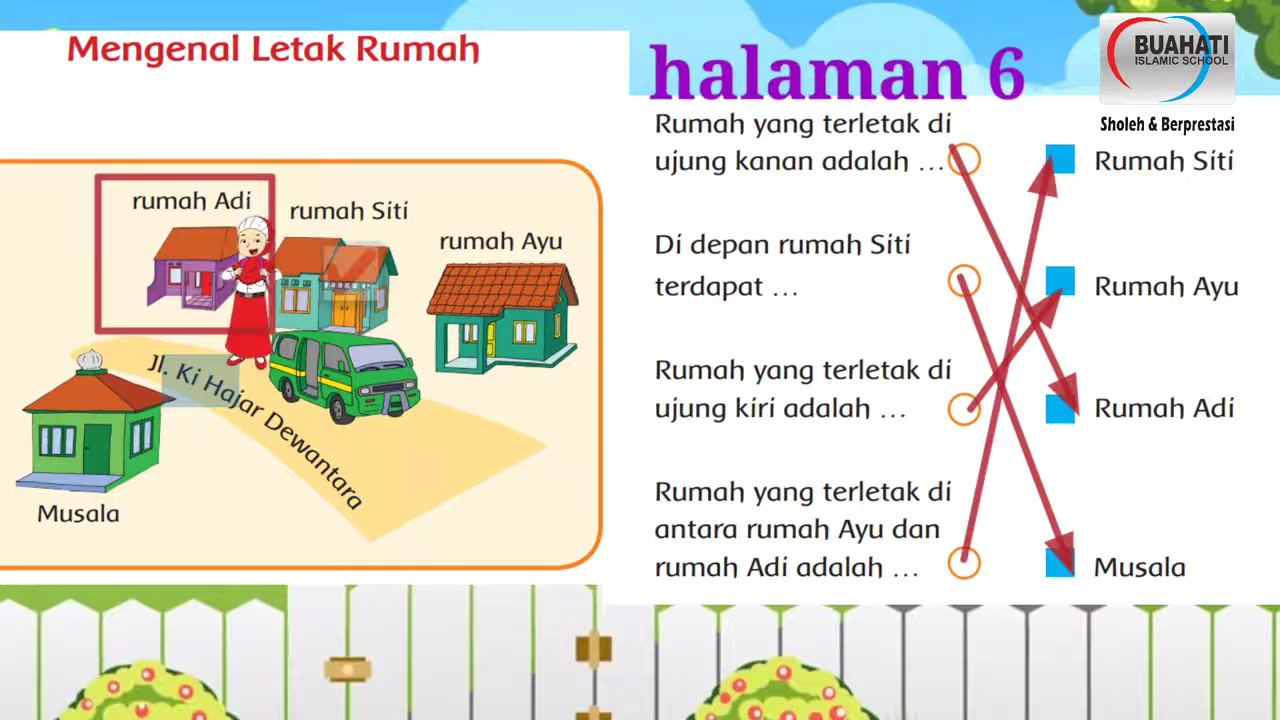 Mengenal Letak Rumah
rumah Adi
rumah Siti
rumah Ayu
Jl. Ki Hajar Dewantara
Musala
halaman 6
BUAHATI
ISLAMIC SCHOOL
Sholeh & Berprestasi
Rumah yang terletak di
ujung kanan adalah ...
Rumah Siti
Di depan rumah Siti
terdapat ...
Rumah Ayu
Rumah yang terletak di
ujung kiri adalah ...
Rumah Adi
Rumah yang terletak di
antara rumah Ayu dan
rumah Adi adalah ...
Musala